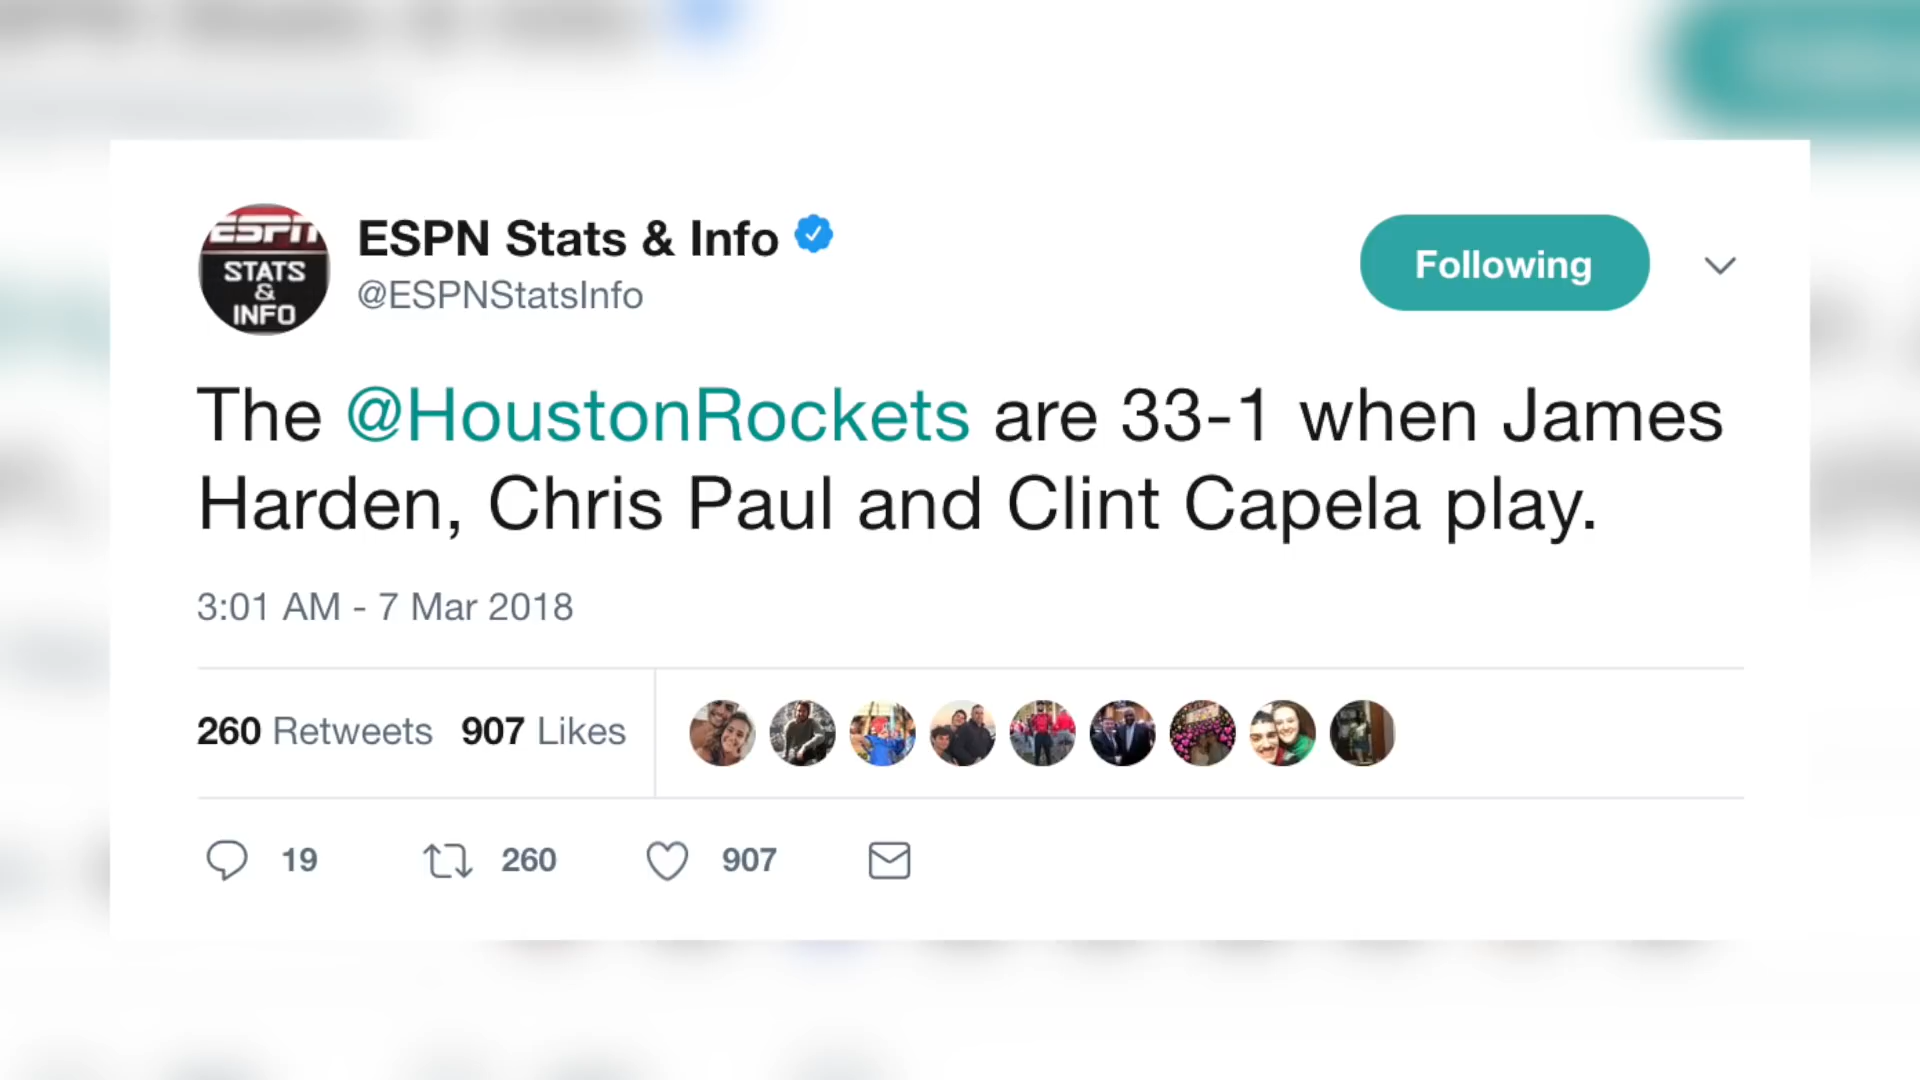 ESPN
STATS
&
INFO
ESPN Stats & Info
@ESPNStatsInfo
Following
The @HoustonRockets are 33-1 when James
Harden, Chris Paul and Clint Capela play.
3:01 AM - 7 Mar 2018
260 Retweets 907 Likes
19 260 907